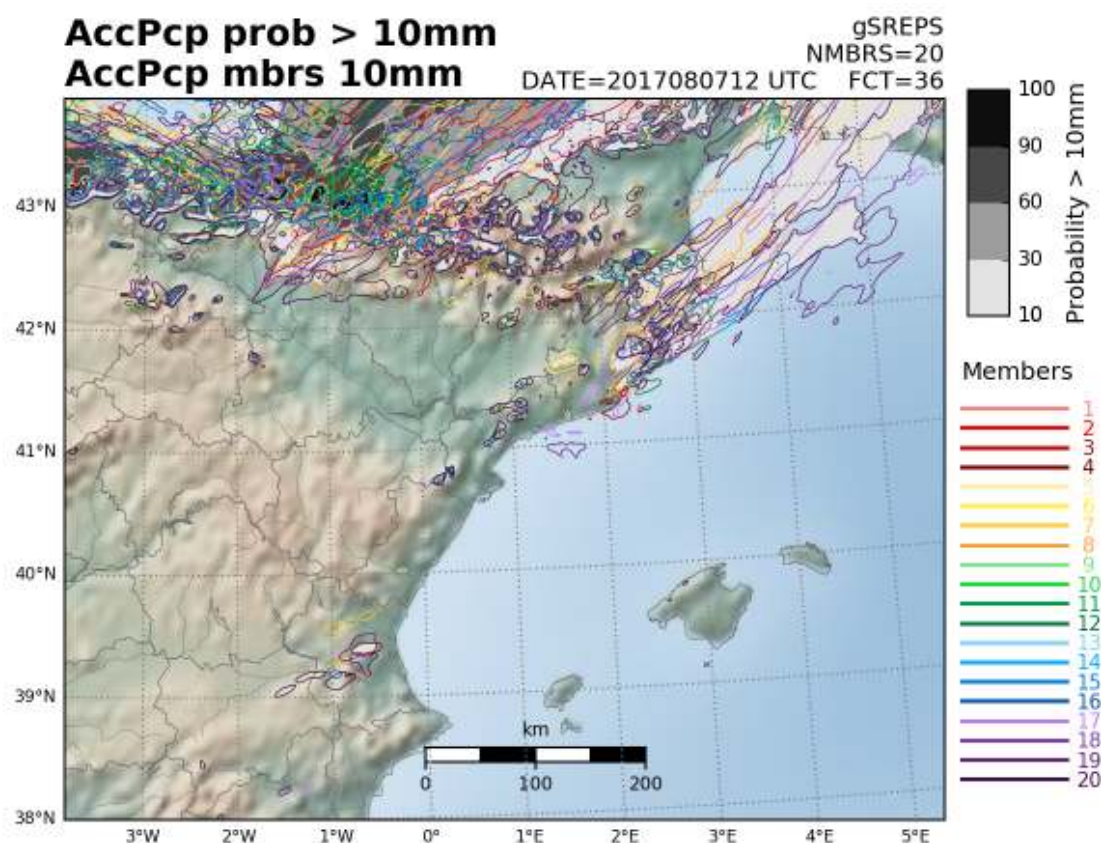 AccPcp prob > 10mm
AccPcp mbrs 10mm
gSREPS
NMBRS=20
DATE=2017080712 UTC FCT=36
43°N
42°N
41°N
40°N
39°N
38°N
3°W 2°W 1°W 0° 1°E 2°E 3°E 4°E 5°E
km
0 100 200
100
90
60
30
10
Probability > 10mm
Members
1
2
3
4
5
6
7
8
9
10
11
12
13
14
15
16
17
18
19
20